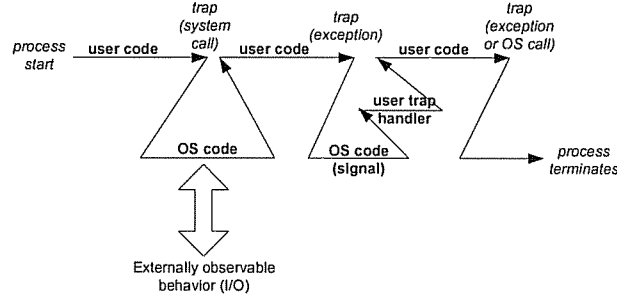 trap
(system
call)
trap
(exception)
trap
(exception
or OS call)
process
start
user code
user code
user code
user trap
handler
OS code
OS code
(signal)
process
terminates
Externally observable
behavior (I/O)